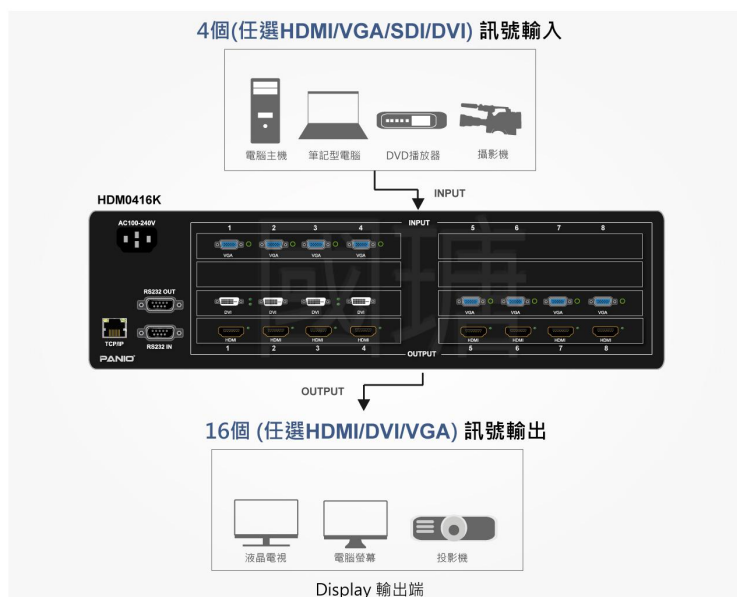 4個(任選HDMI/VGA/SDI/DVI) 訊號輸入
電腦主機 筆記型電腦 DVD播放器 攝影機
INPUT
HDM0416K
AC100-240V
INPUT
1 2 3 4 5 6 7 8
VGA VGA VGA VGA
RS232 OUT
DVI DVI DVI DVI VGA VGA VGA VGA
HDMI HDMI HDMI HDMI HDMI HDMI HDMI HDMI
TCP/IP RS232 IN
1 2 3 4 5 6 7 8
OUTPUT
PANIO
國瑭
OUTPUT
16個 (任選HDMI/DVI/VGA) 訊號輸出
液晶電視 電腦螢幕 投影機
Display 輸出端